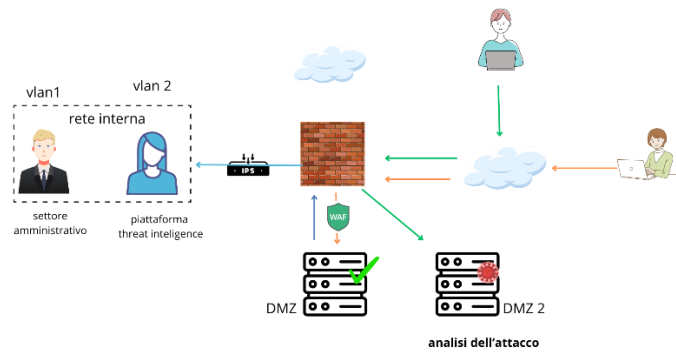 vlan1
vlan 2
rete interna
IPS
settore
amministrativo
piattaforma
threat inteligence
WAF
DMZ
DMZ 2
analisi dell'attacco